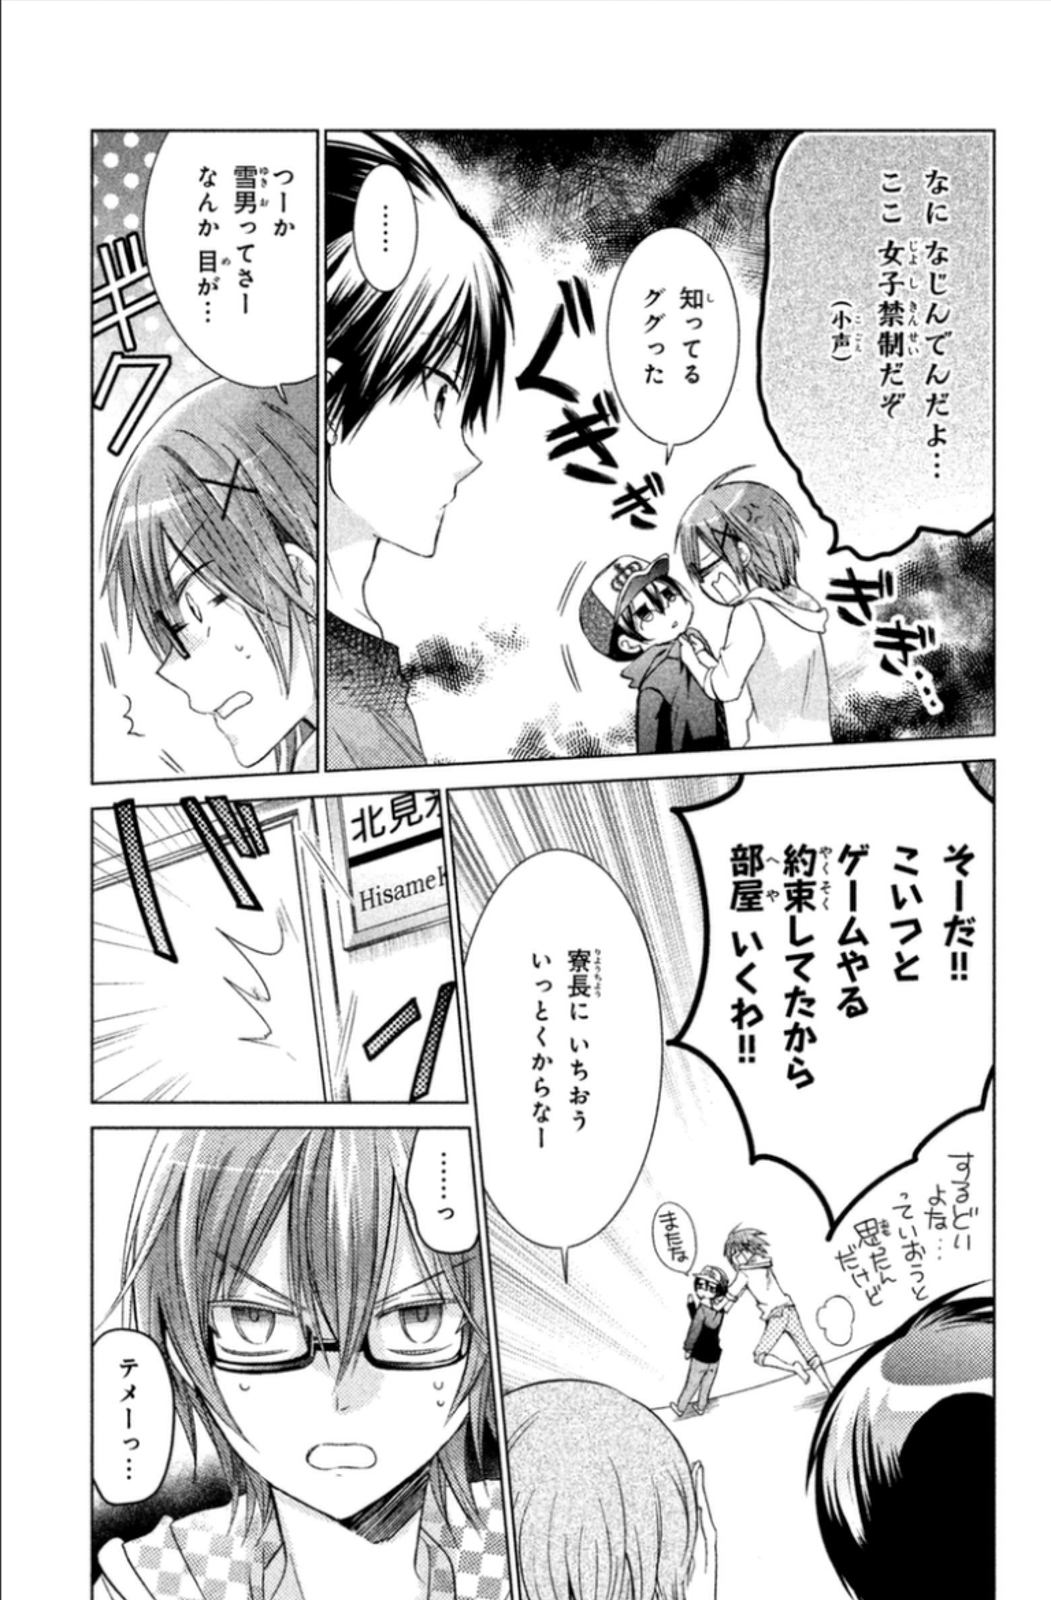 なに なじんでんだよ…
ここ 女子禁制だぞ
(小声)
知ってる
ググった
ぐぎぎ
ぎぎ…
……
つーか
雪男ってさー
なんか 目が…
ギクッ
そーだ!!
こいつと
ゲームやる
約束してたから
部屋 いくわ!!
寮長に いちおう
いっとくからなー
またな
するどい
よな…
っていおうと
思たん
だけど
北見
Hisame
……っ
テメーっ…